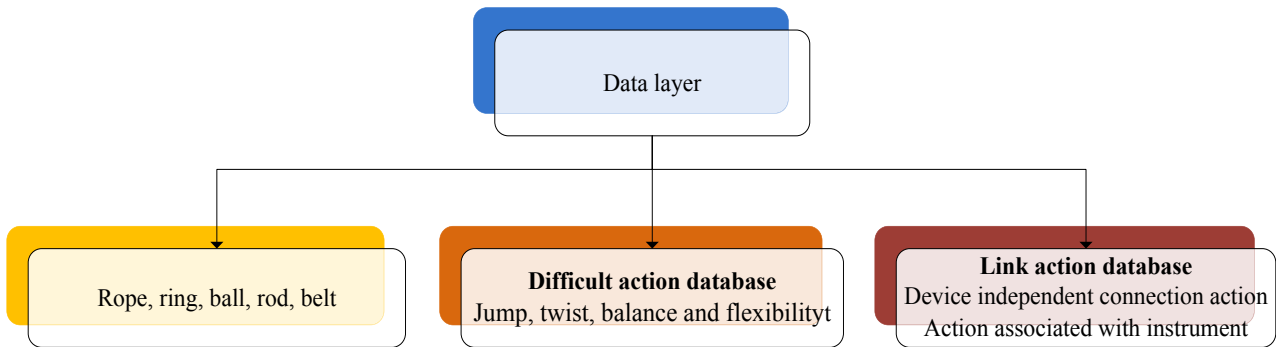 Data layer
Rope, ring, ball, rod, belt
Difficult action database
Jump, twist, balance and flexibilityt
Link action database
Device independent connection action
Action associated with instrument